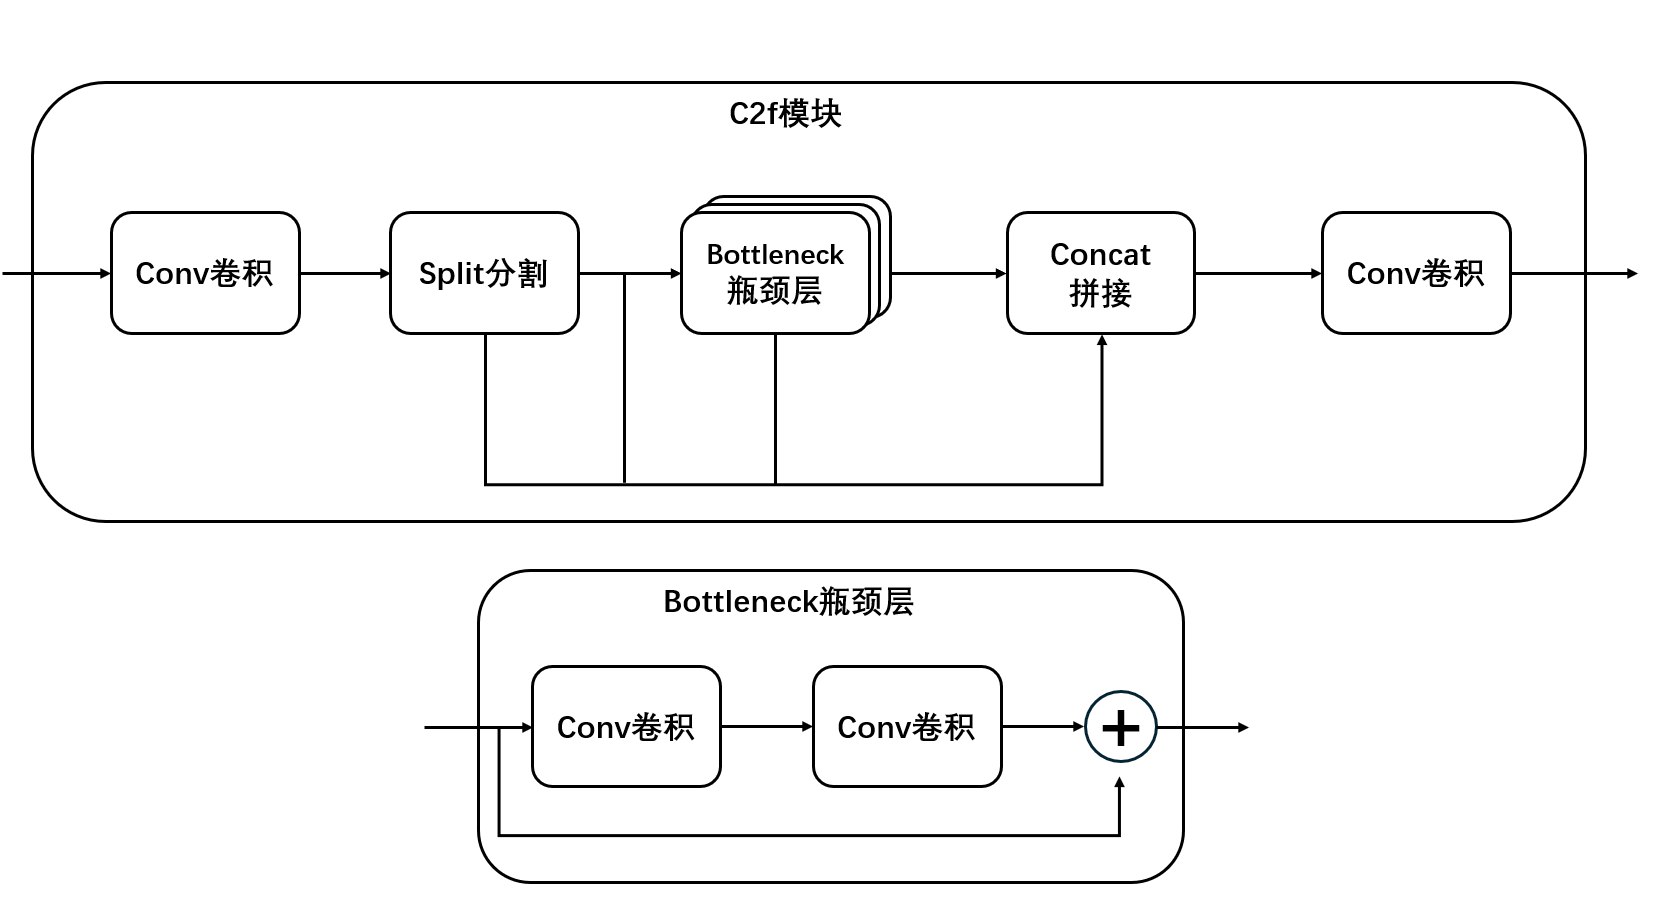 C2f模块
Conv卷积
Split分割
Bottleneck
瓶颈层
Concat
拼接
Conv卷积
Bottleneck瓶颈层
Conv卷积
Conv卷积
+